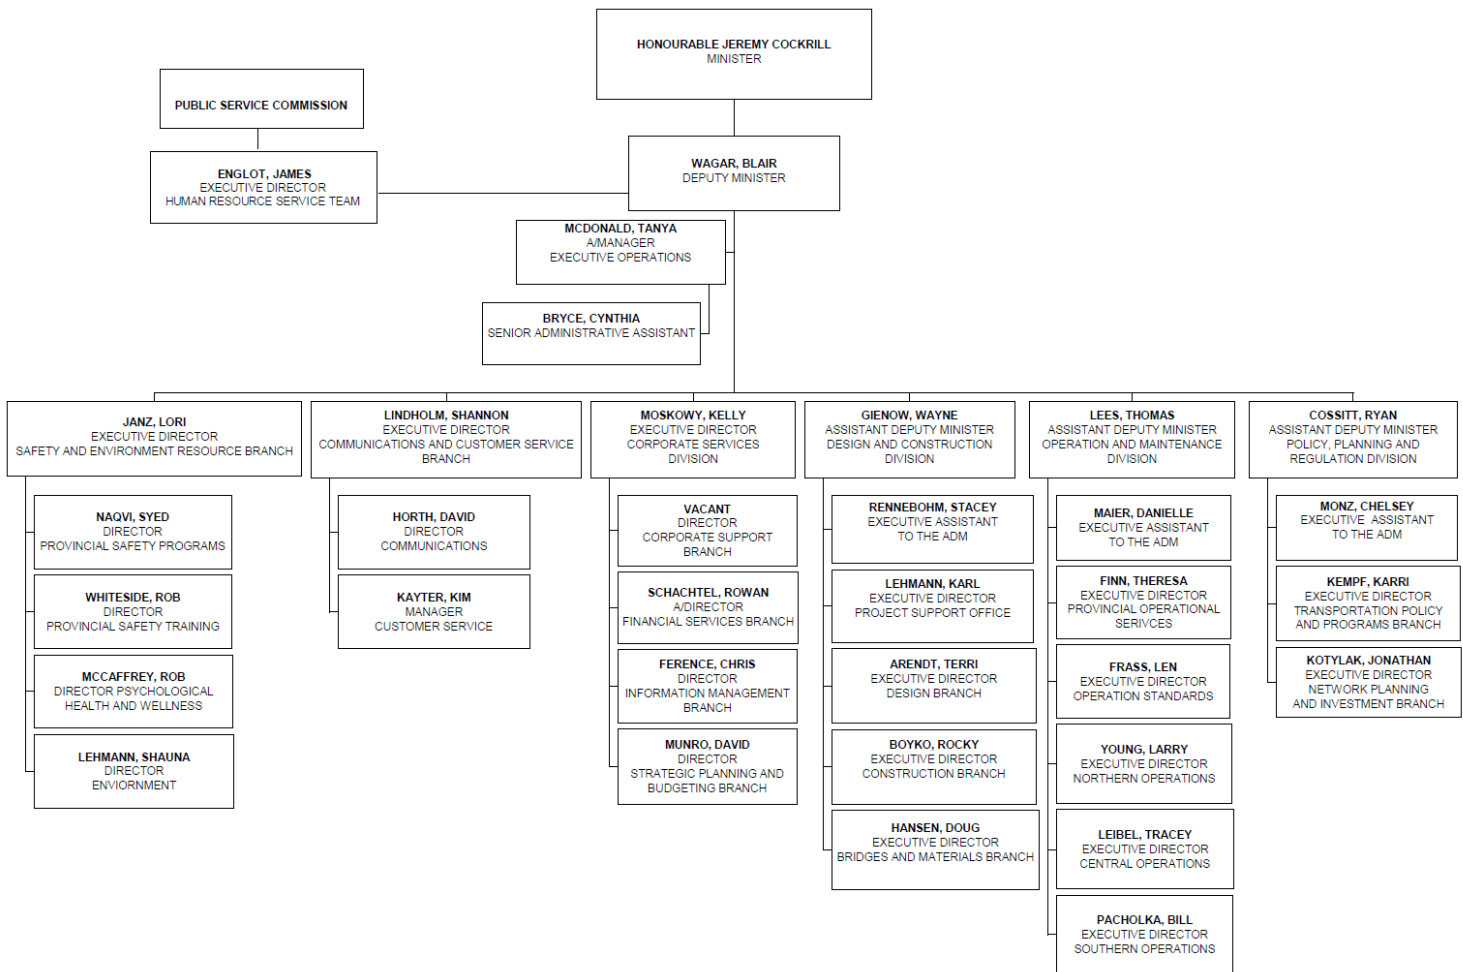 HONOURABLE JEREMY COCKRILL
MINISTER
PUBLIC SERVICE COMMISSION
ENGLOT, JAMES
EXECUTIVE DIRECTOR
HUMAN RESOURCE SERVICE TEAM
WAGAR, BLAIR
DEPUTY MINISTER
MCDONALD, TANYA
A/MANAGER
EXECUTIVE OPERATIONS
BRYCE, CYNTHIA
SENIOR ADMINISTRATIVE ASSISTANT
JANZ, LORI
EXECUTIVE DIRECTOR
SAFETY AND ENVIRONMENT RESOURCE BRANCH
NAQVI, SYED
DIRECTOR
PROVINCIAL SAFETY PROGRAMS
WHITESIDE, ROB
DIRECTOR
PROVINCIAL SAFETY TRAINING
MCCAFFREY, ROB
DIRECTOR PSYCHOLOGICAL
HEALTH AND WELLNESS
LEHMANN, SHAUNA
DIRECTOR
ENVIORNMENT
LINDHOLM, SHANNON
EXECUTIVE DIRECTOR
COMMUNICATIONS AND CUSTOMER SERVICE
BRANCH
HORTH, DAVID
DIRECTOR
COMMUNICATIONS
KAYTER, KIM
MANAGER
CUSTOMER SERVICE
MOSKOWY, KELLY
EXECUTIVE DIRECTOR
CORPORATE SERVICES
DIVISION
VACANT
DIRECTOR
CORPORATE SUPPORT
BRANCH
SCHACHTEL, ROWAN
A/DIRECTOR
FINANCIAL SERVICES BRANCH
FERENCE, CHRIS
DIRECTOR
INFORMATION MANAGEMENT
BRANCH
MUNRO, DAVID
DIRECTOR
STRATEGIC PLANNING AND
BUDGETING BRANCH
GIENOW, WAYNE
ASSISTANT DEPUTY MINISTER
DESIGN AND CONSTRUCTION
DIVISION
RENNEBOHM, STACEY
EXECUTIVE ASSISTANT
TO THE ADM
LEHMANN, KARL
EXECUTIVE DIRECTOR
PROJECT SUPPORT OFFICE
ARENDT, TERRI
EXECUTIVE DIRECTOR
DESIGN BRANCH
BOYKO, ROCKY
EXECUTIVE DIRECTOR
CONSTRUCTION BRANCH
HANSEN, DOUG
EXECUTIVE DIRECTOR
BRIDGES AND MATERIALS BRANCH
LEES, THOMAS
ASSISTANT DEPUTY MINISTER
OPERATION AND MAINTENANCE
DIVISION
MAIER, DANIELLE
EXECUTIVE ASSISTANT
TO THE ADM
FINN, THERESA
EXECUTIVE DIRECTOR
PROVINCIAL OPERATIONAL
SERIVCES
FRASS, LEN
EXECUTIVE DIRECTOR
OPERATION STANDARDS
YOUNG, LARRY
EXECUTIVE DIRECTOR
NORTHERN OPERATIONS
LEIBEL, TRACEY
EXECUTIVE DIRECTOR
CENTRAL OPERATIONS
PACHOLKA, BILL
EXECUTIVE DIRECTOR
SOUTHERN OPERATIONS
COSSITT, RYAN
ASSISTANT DEPUTY MINISTER
POLICY, PLANNING AND
REGULATION DIVISION
MONZ, CHELSEY
EXECUTIVE ASSISTANT
TO THE ADM
KEMPF, KARRI
EXECUTIVE DIRECTOR
TRANSPORTATION POLICY
AND PROGRAMS BRANCH
KOTYLAK, JONATHAN
EXECUTIVE DIRECTOR
NETWORK PLANNING
AND INVESTMENT BRANCH